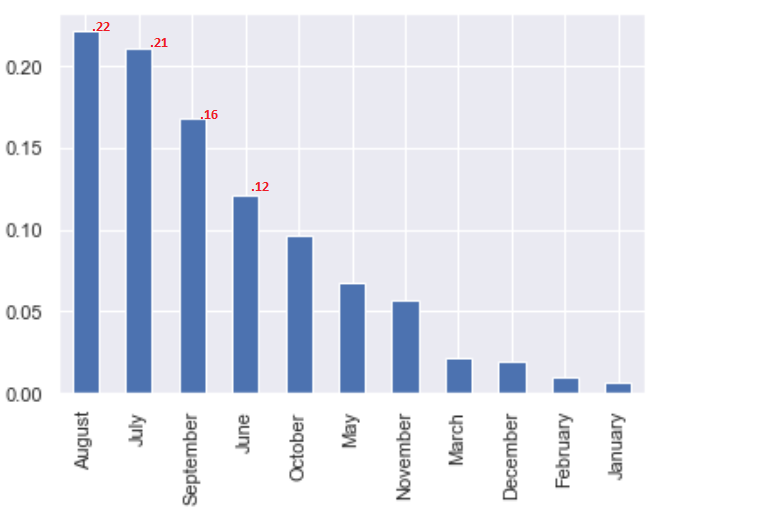 .22
.21
0.20
.16
0.15
.12
0.10
0.05
0.00
August
July
September
June
October
May
November
March
December
February
January